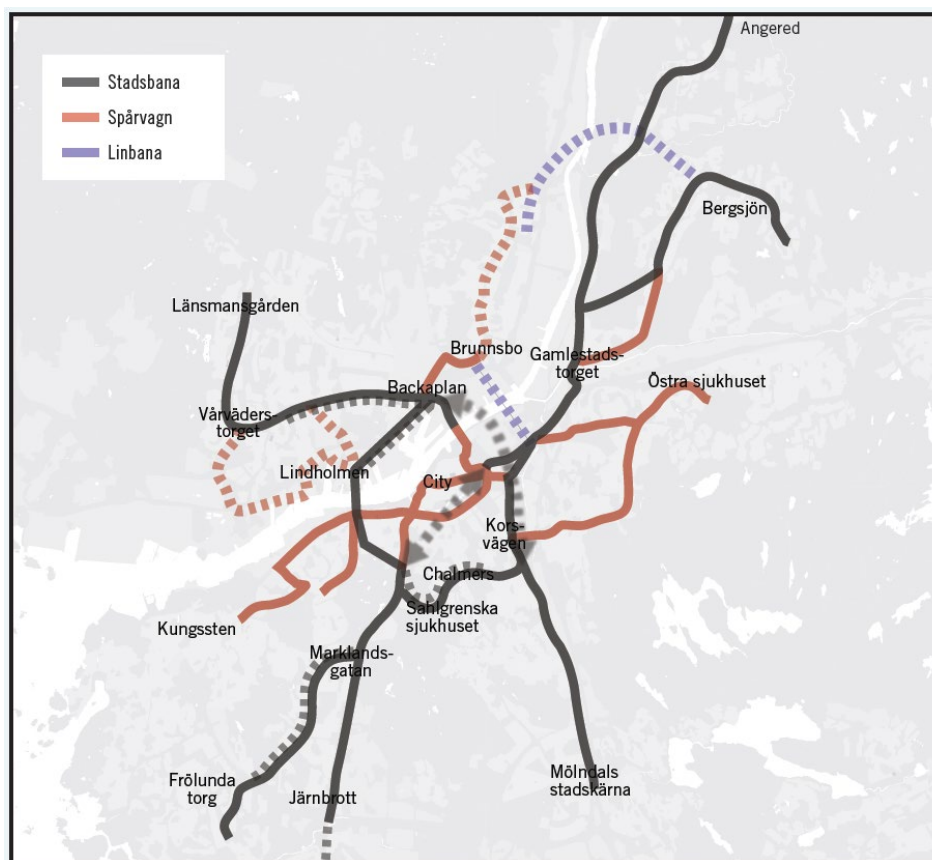 Angered
Stadsbana
Spårvagn
Linbana
Bergsjön
Länsmansgården
Brunnsbo
Gamlestads-
torget
Östra sjukhuset
Backaplan
Vårväders-
torget
Lindholmen
City
Kors-
vägen
Chalmers
Sahlgrenska
sjukhuset
Kungssten
Marklands-
gatan
Frölunda
torg
Järnbrott
Mölndals
stadskärna